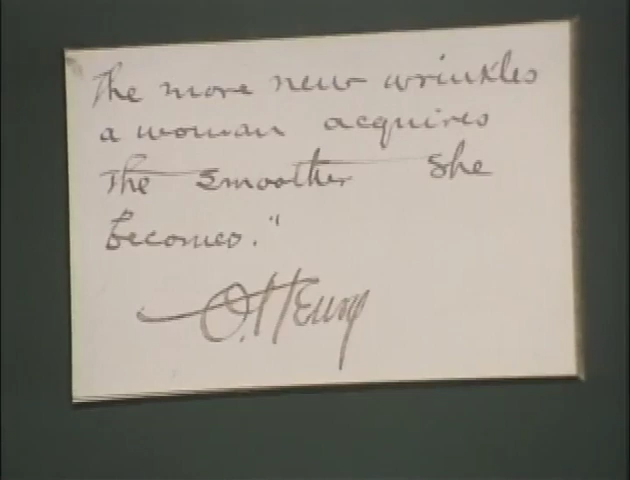 The more new wrinkles
a woman acquires
The smoother she
becomes."
O. Henry